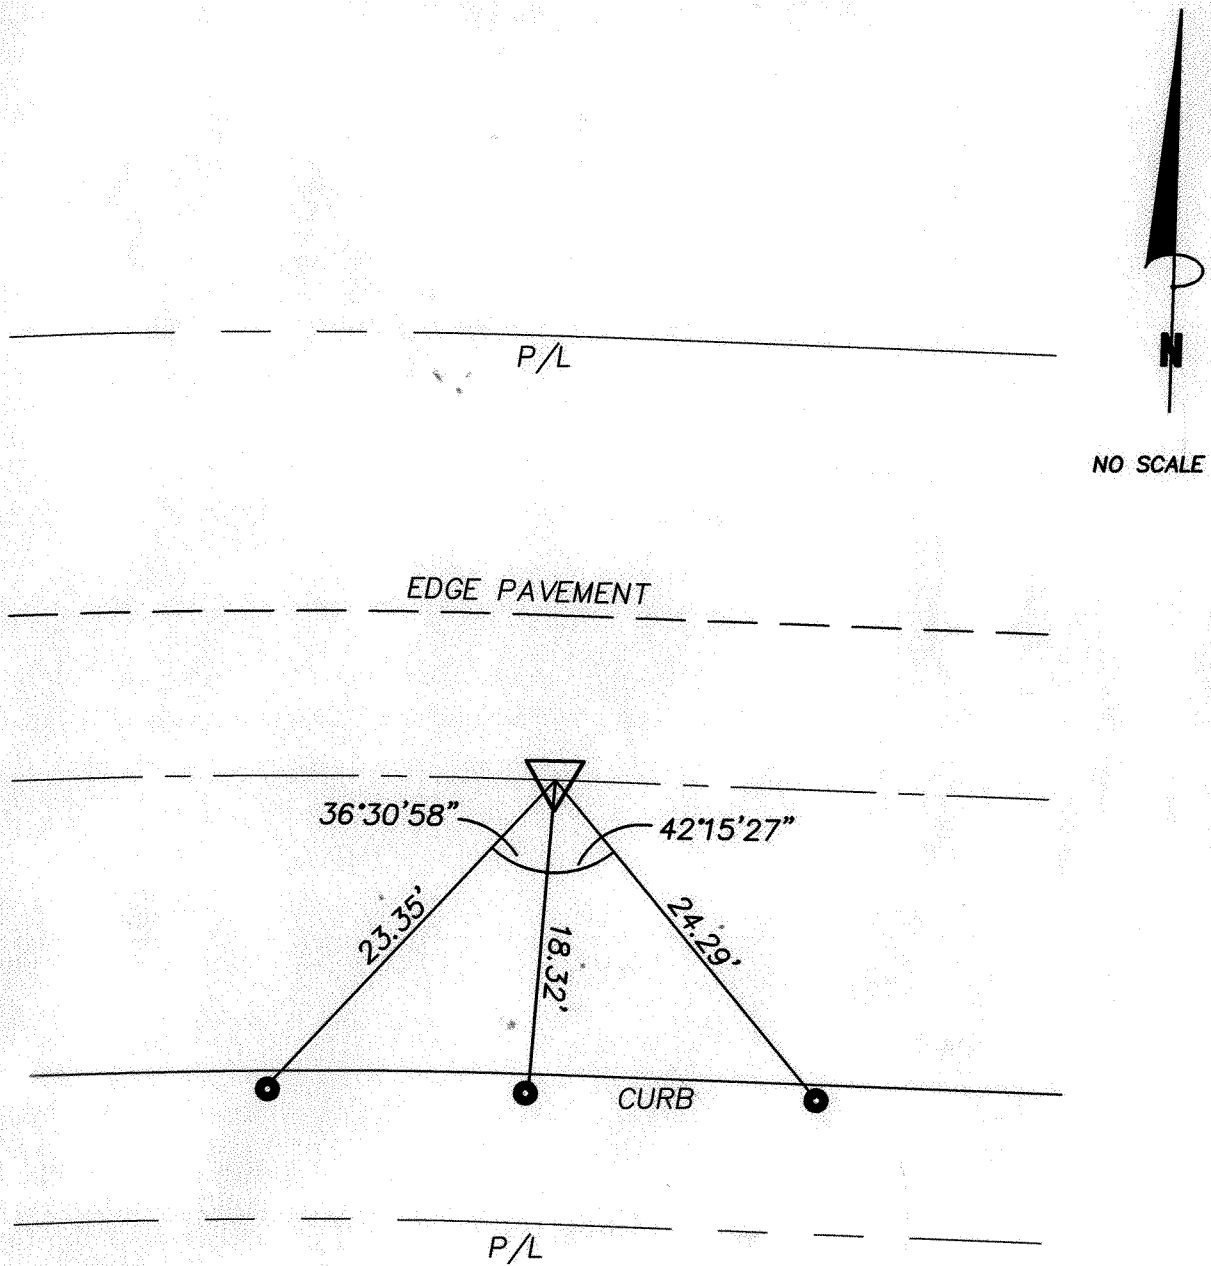 P/L
N
NO SCALE
EDGE PAVEMENT
36°30'58"
42°15'27"
23.35'
18.32'
24.29'
CURB
P/L